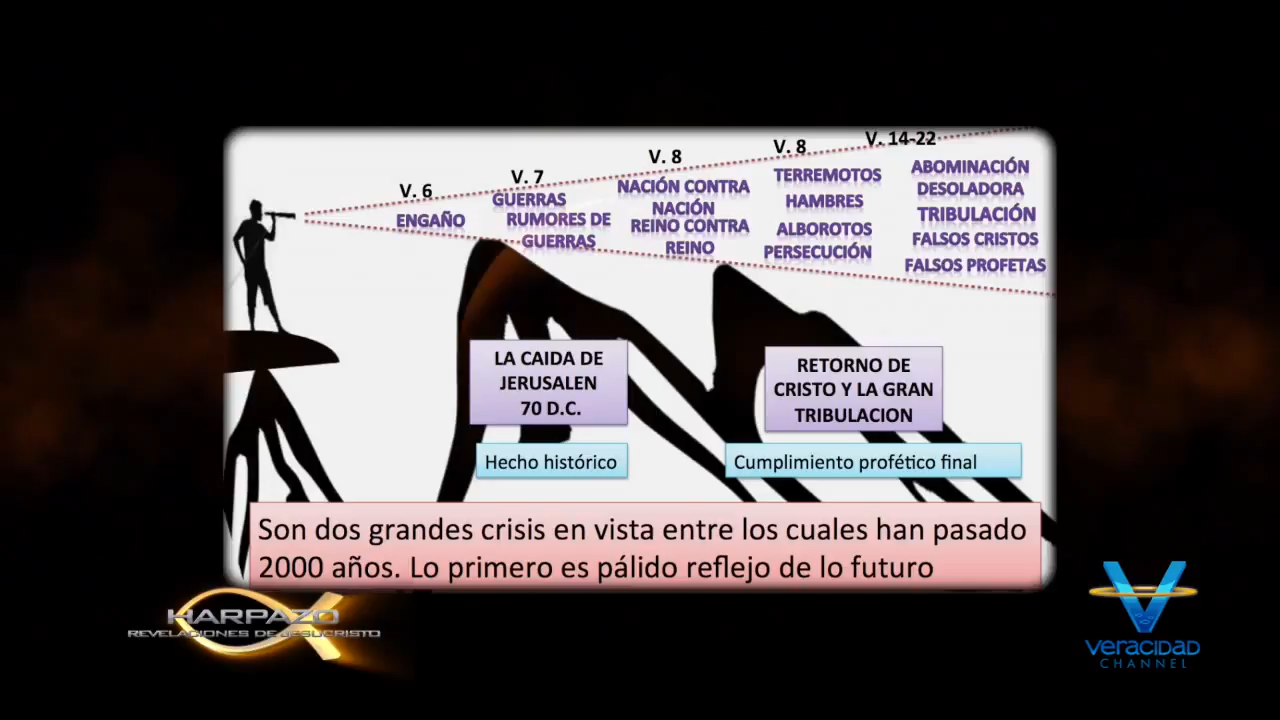 V. 6
ENGAÑO
V. 7
GUERRAS
RUMORES DE
GUERRAS
V. 8
NACIÓN CONTRA
NACIÓN
REINO CONTRA
REINO
V. 8
TERREMOTOS
HAMBRES
ALBOROTOS
PERSECUCIÓN
V. 14-22
ABOMINACIÓN
DESOLADORA
TRIBULACIÓN
FALSOS CRISTOS
FALSOS PROFETAS
LA CAIDA DE
JERUSALEN
70 D.C.
Hecho histórico
RETORNO DE
CRISTO Y LA GRAN
TRIBULACION
Cumplimiento profético final
Son dos grandes crisis en vista entre los cuales han pasado
2000 años. Lo primero es pálido reflejo de lo futuro
HARPAZO
REVELACIONES DE JESUCRISTO
VERACIDAD
CHANNEL